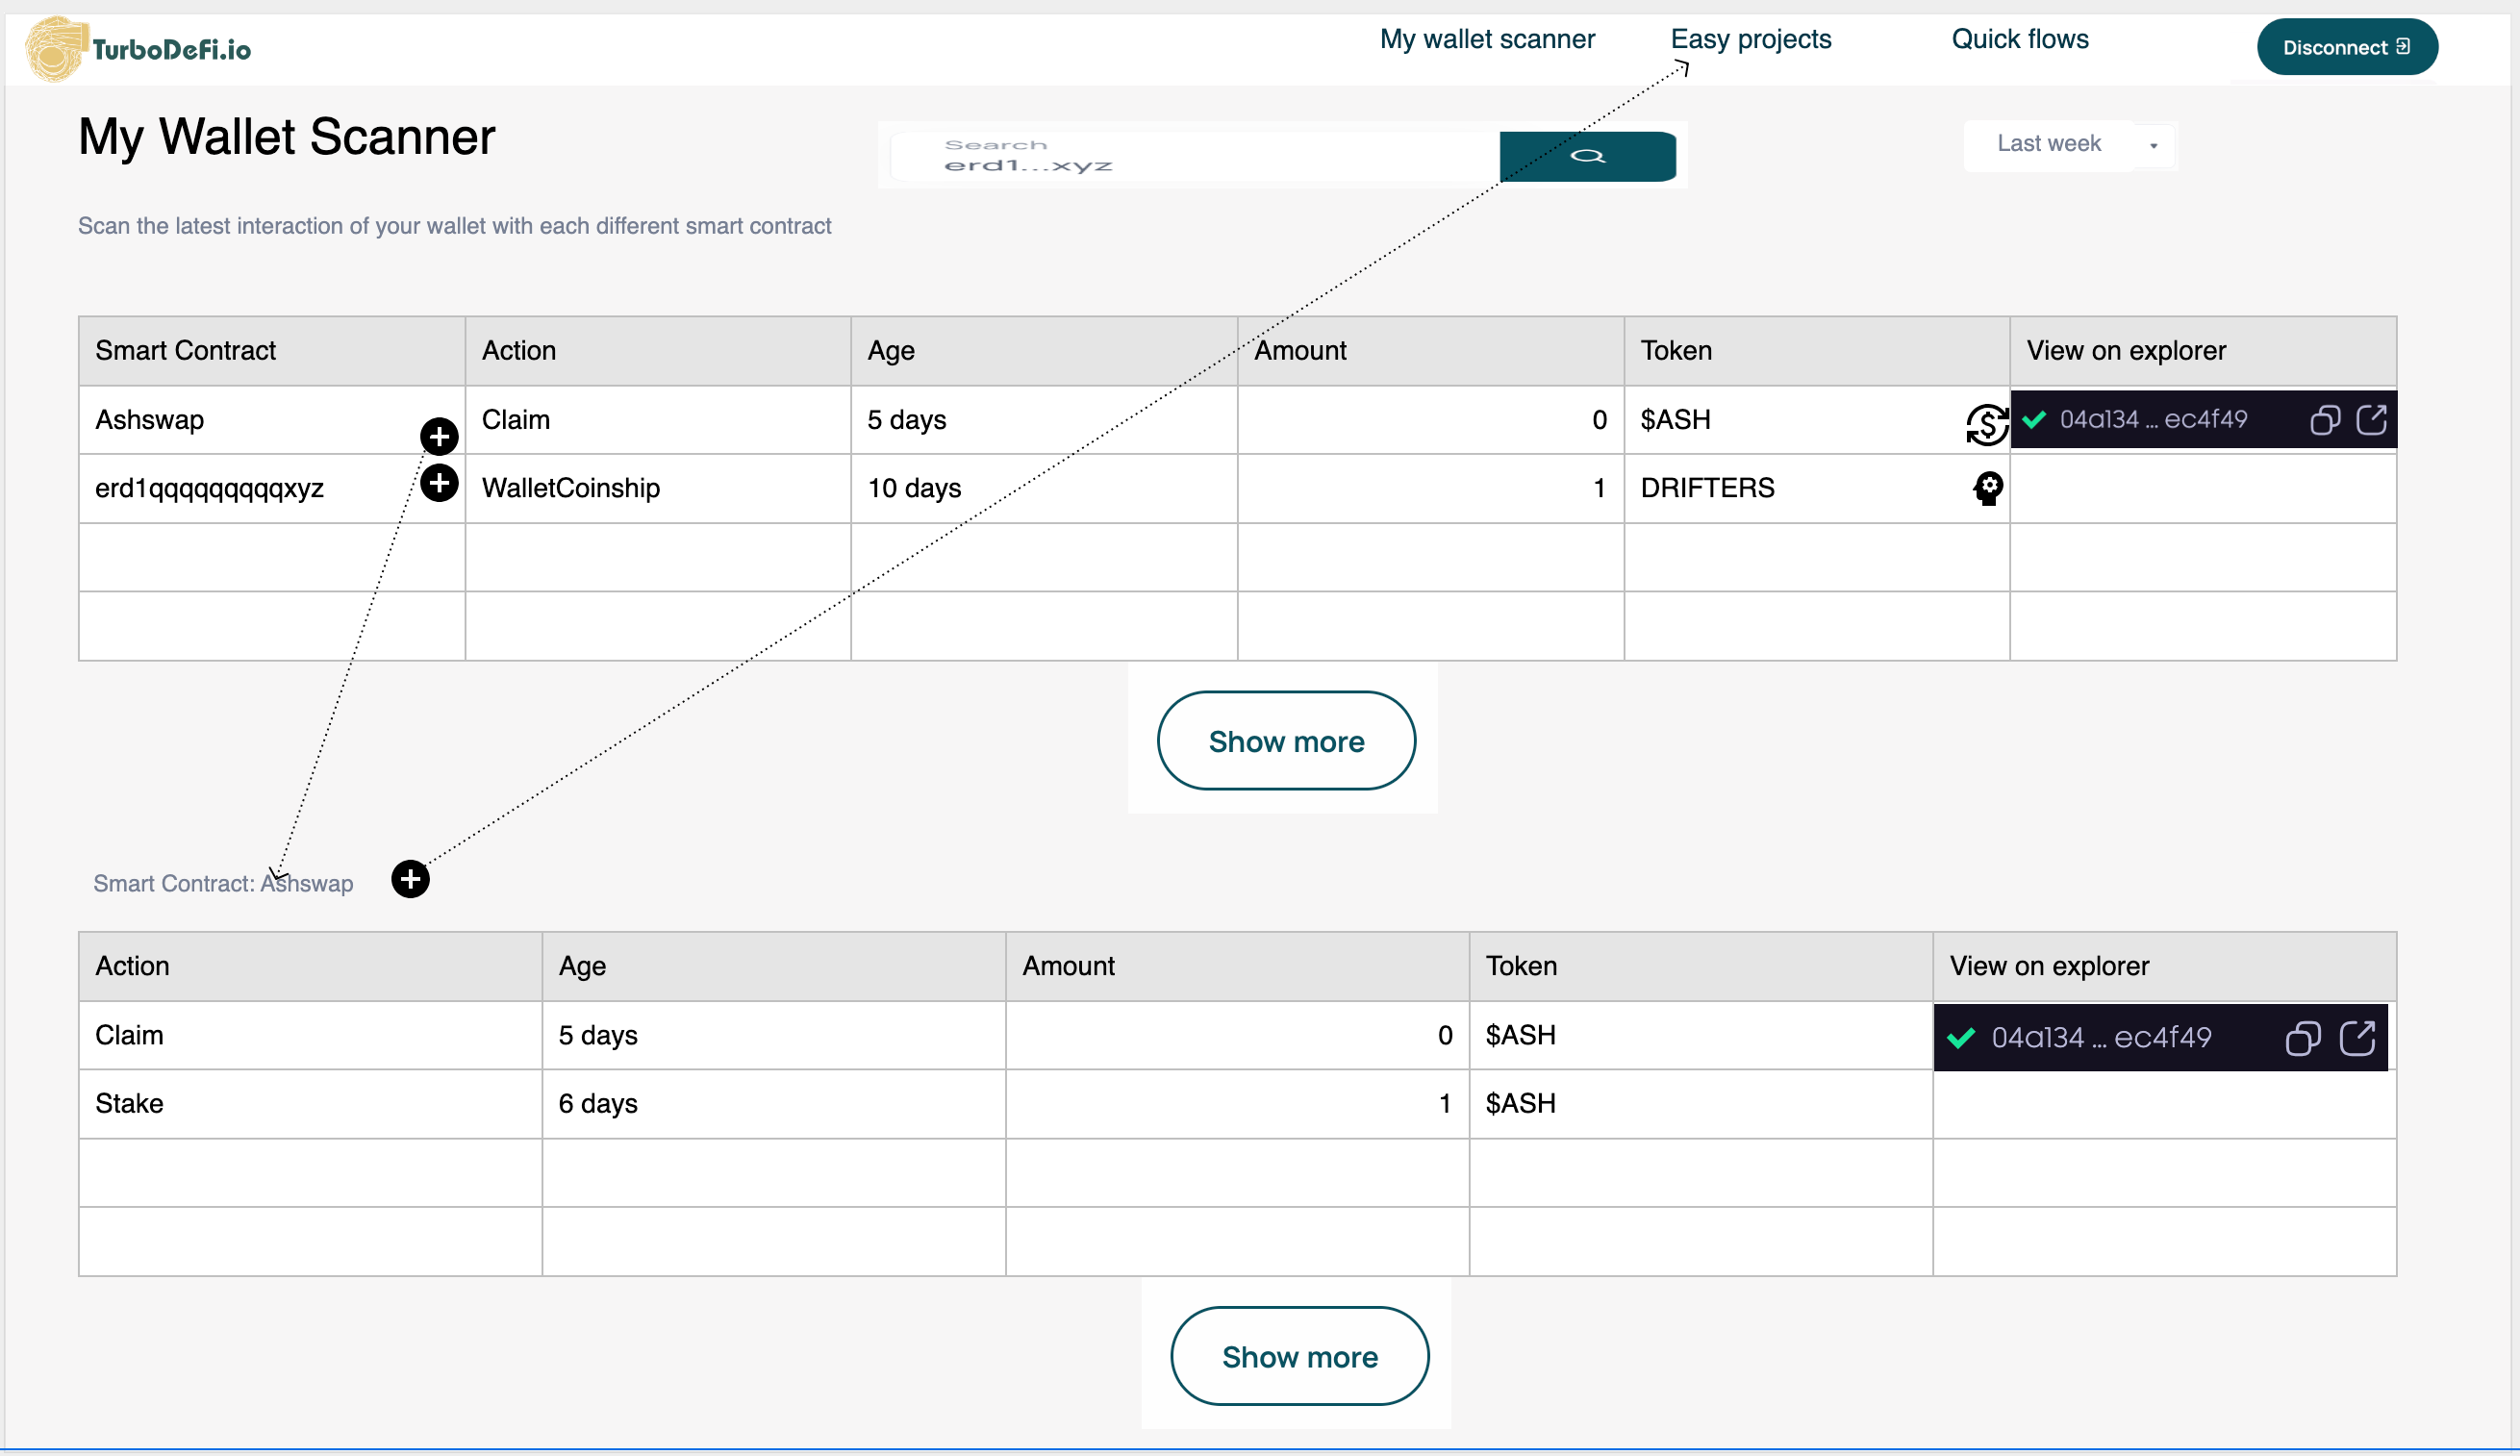 TurboDeFi.io
My wallet scanner
Easy projects
Quick flows
Disconnect
My Wallet Scanner
Search
erd1...xyz
Last week
Scan the latest interaction of your wallet with each different smart contract
Smart Contract Action Age Amount Token View on explorer
Ashswap Claim 5 days 0 $ASH 04a134 ... ec4f49
erd1qqqqqqqqqxyz WalletCoinship 10 days 1 DRIFTERS
Show more
Smart Contract: Ashswap
Action Age Amount Token View on explorer
Claim 5 days 0 $ASH 04a134 ... ec4f49
Stake 6 days 1 $ASH
Show more